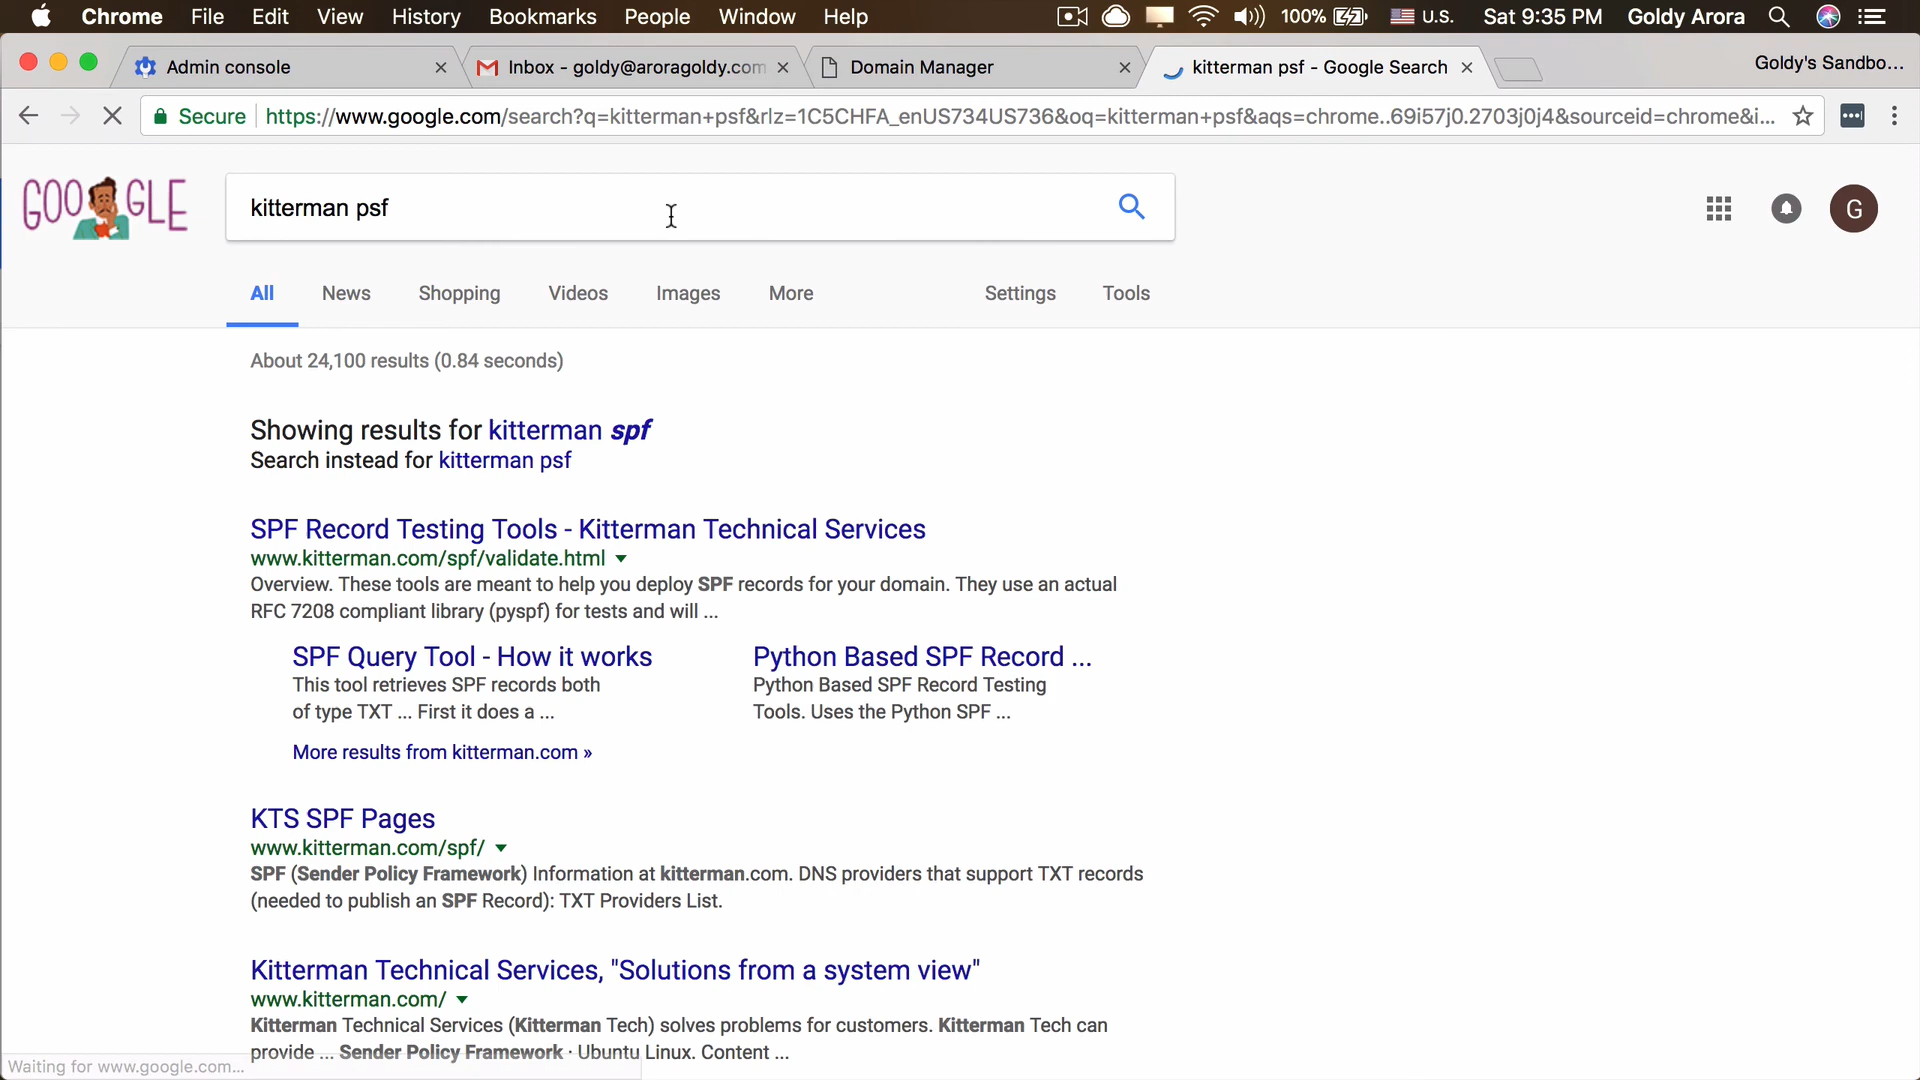 Chrome File Edit View History Bookmarks People Window Help 100% U.S. Sat 9:35 PM Goldy Arora
Admin console Inbox - goldy@aroragoldy.com Domain Manager kitterman psf - Google Search Goldy's Sandbo...
Secure https://www.google.com/search?q=kitterman+psf&rlz=1C5CHFA_enUS734US736&oq=kitterman+psf&aqs=chrome..69i57j0.2703j0j4&sourceid=chrome&i...
GOOGLE kitterman psf G
All News Shopping Videos Images More Settings Tools
About 24,100 results (0.84 seconds)
Showing results for kitterman spf
Search instead for kitterman psf
SPF Record Testing Tools - Kitterman Technical Services
www.kitterman.com/spf/validate.html
Overview. These tools are meant to help you deploy SPF records for your domain. They use an actual
RFC 7208 compliant library (pyspf) for tests and will ...
SPF Query Tool - How it works
This tool retrieves SPF records both
of type TXT ... First it does a ...
Python Based SPF Record ...
Python Based SPF Record Testing
Tools. Uses the Python SPF ...
More results from kitterman.com »
KTS SPF Pages
www.kitterman.com/spf/
SPF (Sender Policy Framework) Information at kitterman.com. DNS providers that support TXT records
(needed to publish an SPF Record): TXT Providers List.
Kitterman Technical Services, "Solutions from a system view"
www.kitterman.com/
Kitterman Technical Services (Kitterman Tech) solves problems for customers. Kitterman Tech can
provide ... Sender Policy Framework · Ubuntu Linux. Content ...
Waiting for www.google.com...